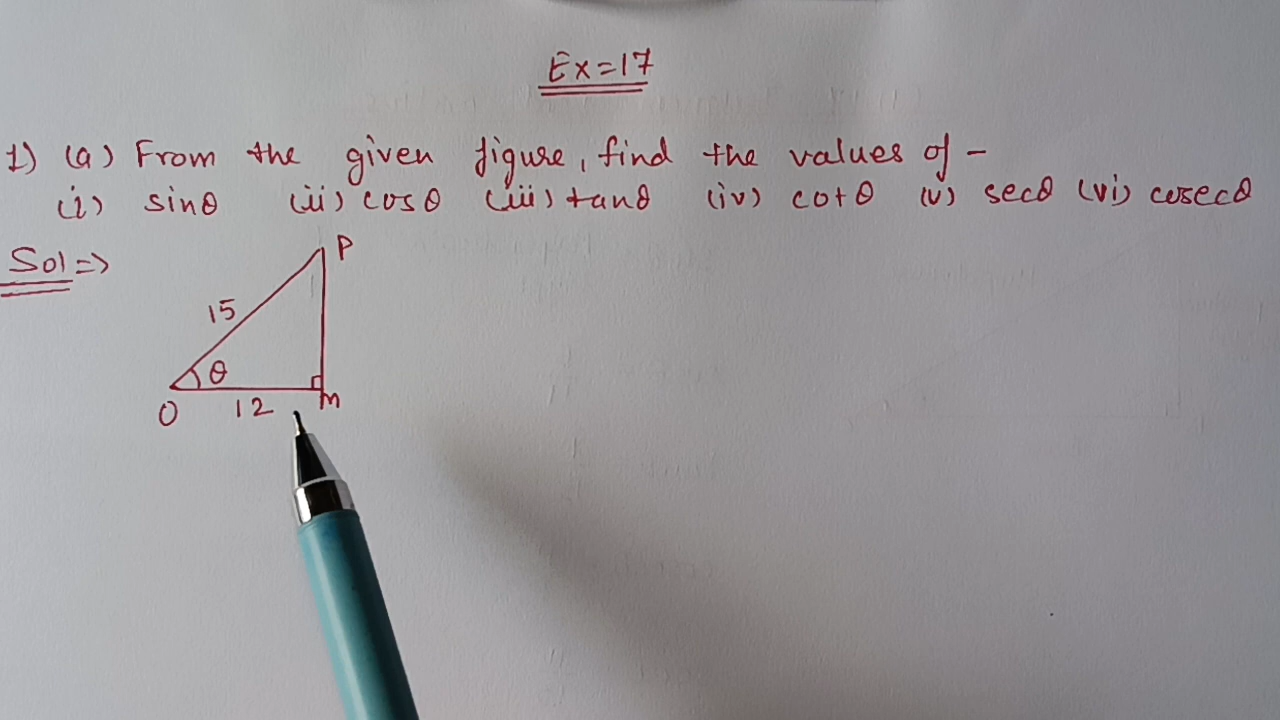 Ex=17
1) (a) From the given figure, find the values of -
(i) sinθ (ii) cosθ (iii) tanθ (iv) cotθ (v) secθ (vi) cosecθ
Sol=>
P
15
θ
O 12 m